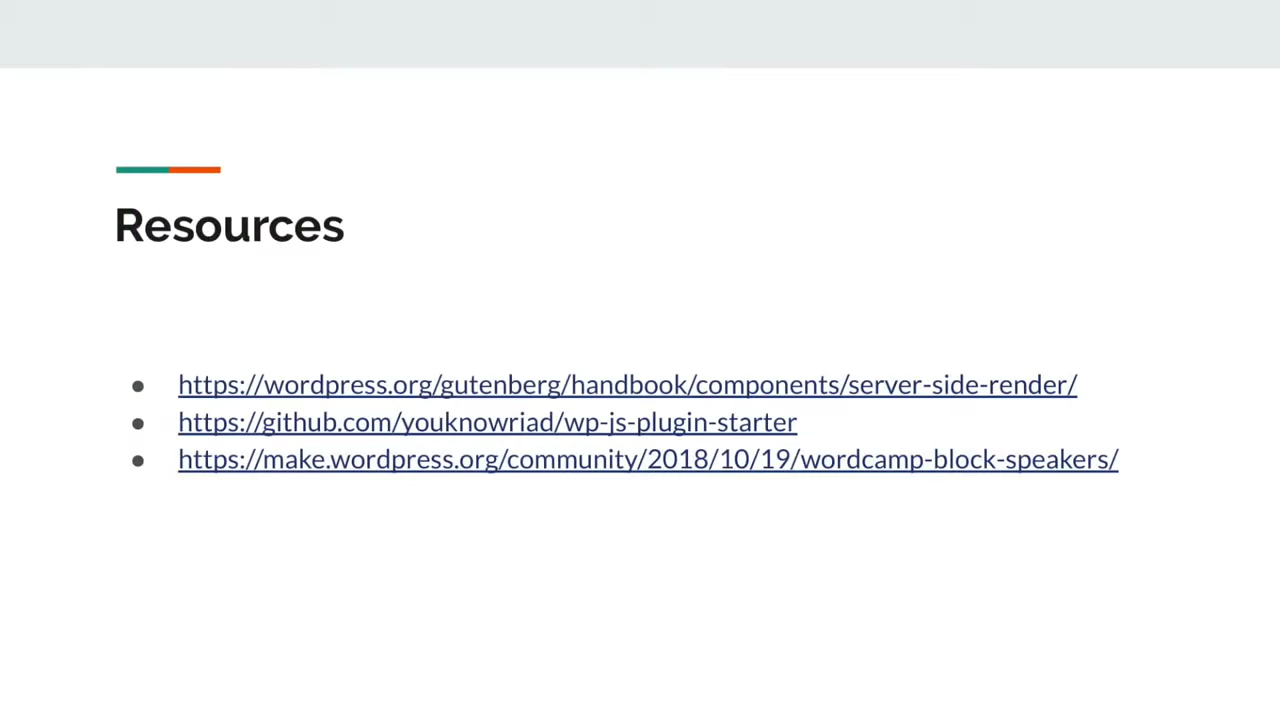 Resources
● https://wordpress.org/gutenberg/handbook/components/server-side-render/
● https://github.com/youknowriad/wp-js-plugin-starter
● https://make.wordpress.org/community/2018/10/19/wordcamp-block-speakers/